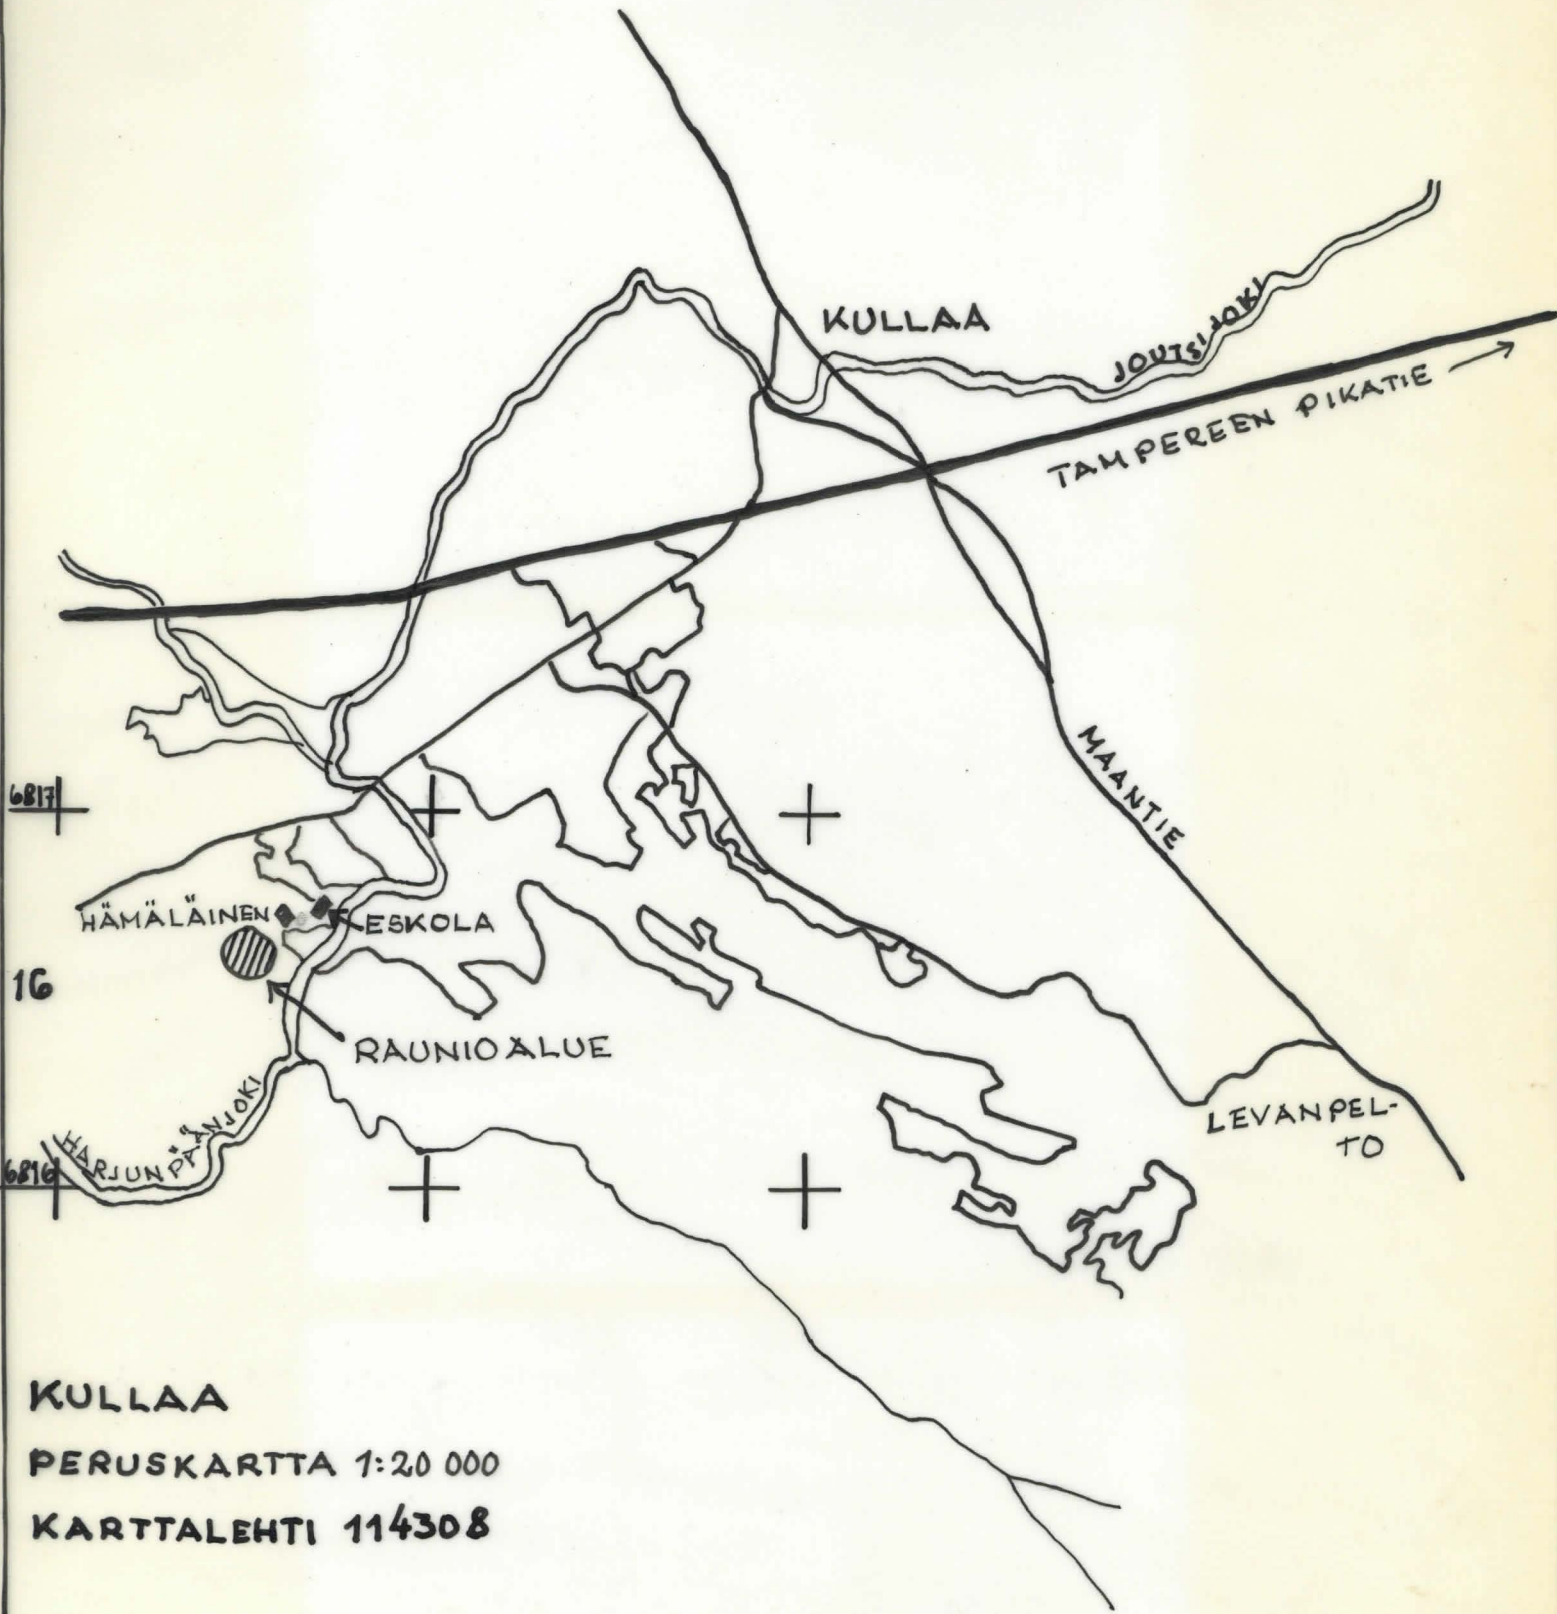 KULLAA
JOUTSIJOKI
TAMPEREEN PIKATIE
MAANTIE
6817
HÄMÄLÄINEN
ESKOLA
16
RAUNIOALUE
HARJUNPÄÄNJOKI
LEVANPEL-
TO
6816
KULLAA
PERUSKARTTA 1:20 000
KARTTALEHTI 114308